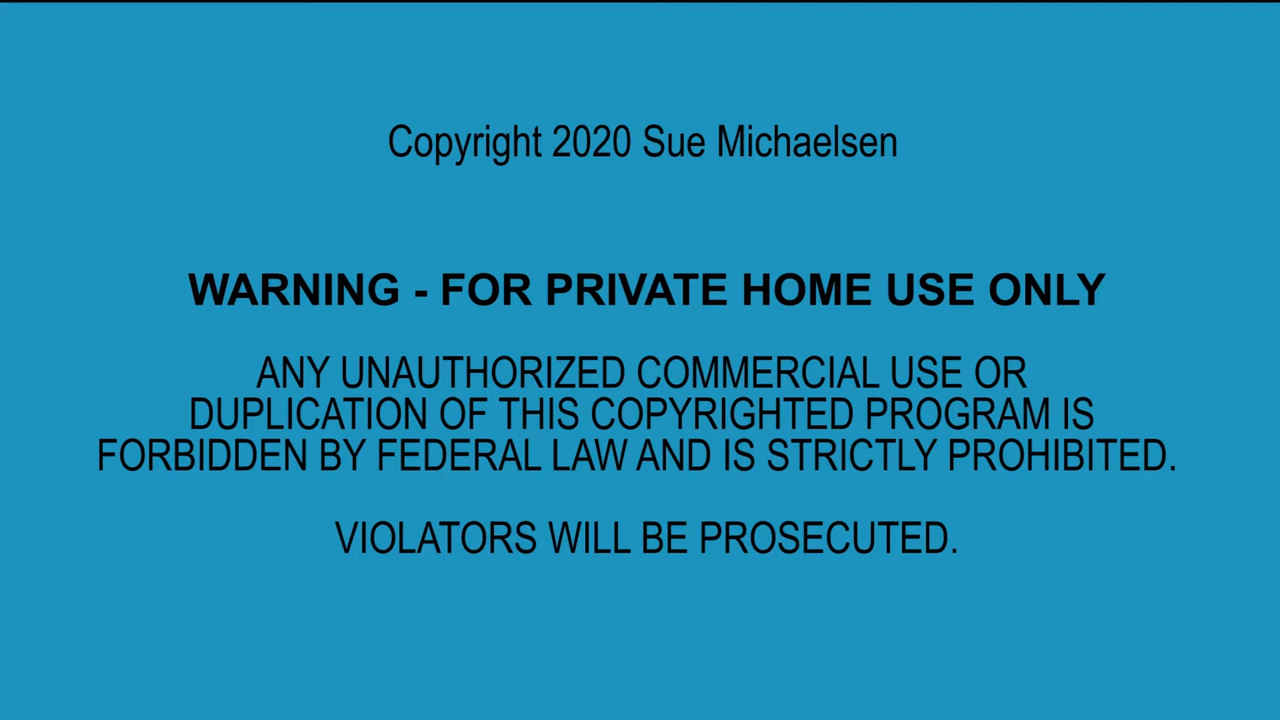 Copyright 2020 Sue Michaelsen
WARNING - FOR PRIVATE HOME USE ONLY
ANY UNAUTHORIZED COMMERCIAL USE OR
DUPLICATION OF THIS COPYRIGHTED PROGRAM IS
FORBIDDEN BY FEDERAL LAW AND IS STRICTLY PROHIBITED.
VIOLATORS WILL BE PROSECUTED.